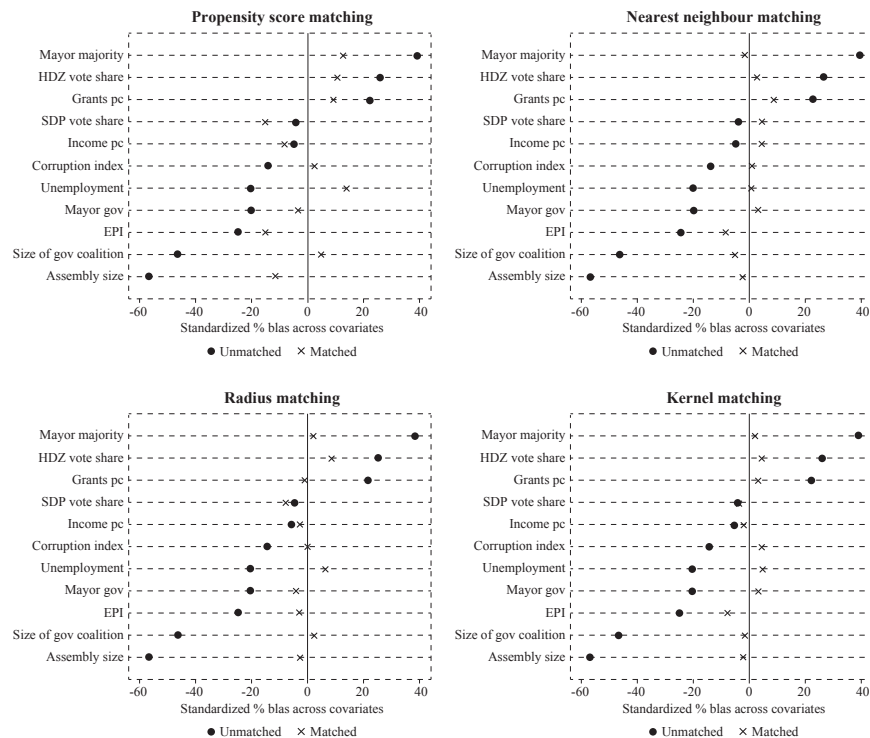 Propensity score matching
Mayor majority
HDZ vote share
Grants pc
SDP vote share
Income pc
Corruption index
Unemployment
Mayor gov
EPI
Size of gov coalition
Assembly size
-60 -40 -20 0 20 40
Standardized % blas across covariates
Unmatched Matched
Nearest neighbour matching
Mayor majority
HDZ vote share
Grants pc
SDP vote share
Income pc
Corruption index
Unemployment
Mayor gov
EPI
Size of gov coalition
Assembly size
-60 -40 -20 0 20 40
Standardized % blas across covariates
Unmatched Matched
Radius matching
Mayor majority
HDZ vote share
Grants pc
SDP vote share
Income pc
Corruption index
Unemployment
Mayor gov
EPI
Size of gov coalition
Assembly size
-60 -40 -20 0 20 40
Standardized % blas across covariates
Unmatched Matched
Kernel matching
Mayor majority
HDZ vote share
Grants pc
SDP vote share
Income pc
Corruption index
Unemployment
Mayor gov
EPI
Size of gov coalition
Assembly size
-60 -40 -20 0 20 40
Standardized % blas across covariates
Unmatched Matched